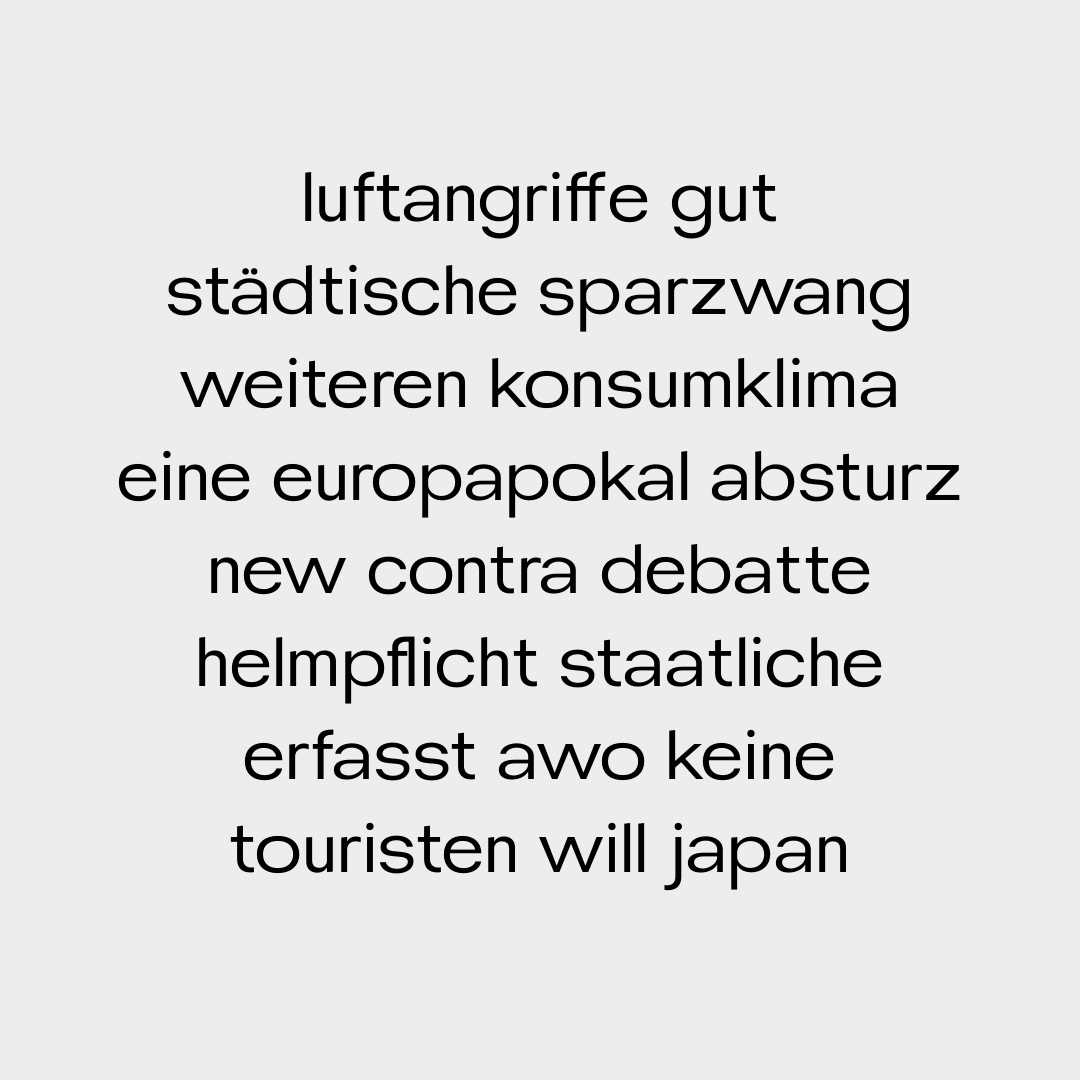 luftangriffe gut
städtische sparzwang
weiteren konsumklima
eine europapokal absturz
new contra debatte
helmpflicht staatliche
erfasst awo keine
touristen will japan